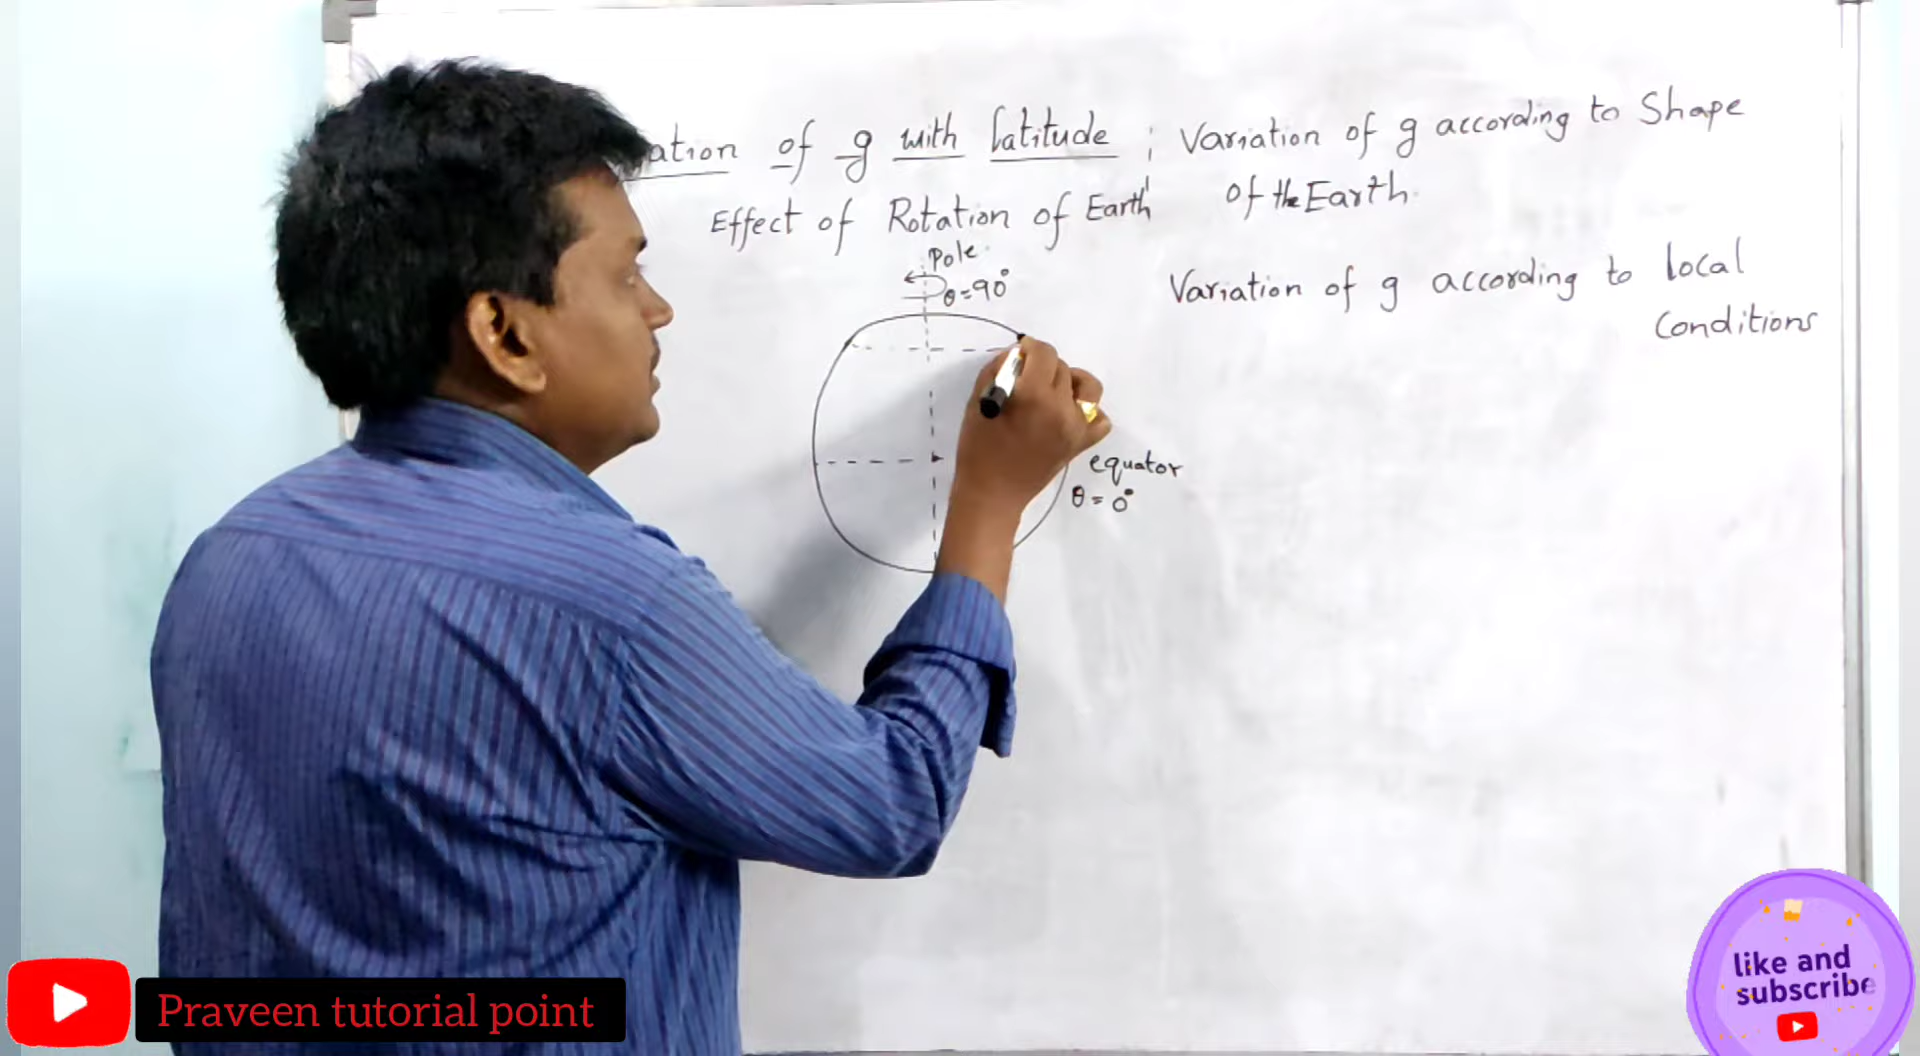 ation of g with latitude ; Variation of g according to Shape
of the Earth.
Effect of Rotation of Earth
Variation of g according to local
Conditions
Pole
θ=90°
equator
θ = 0°
Praveen tutorial point
like and
subscribe